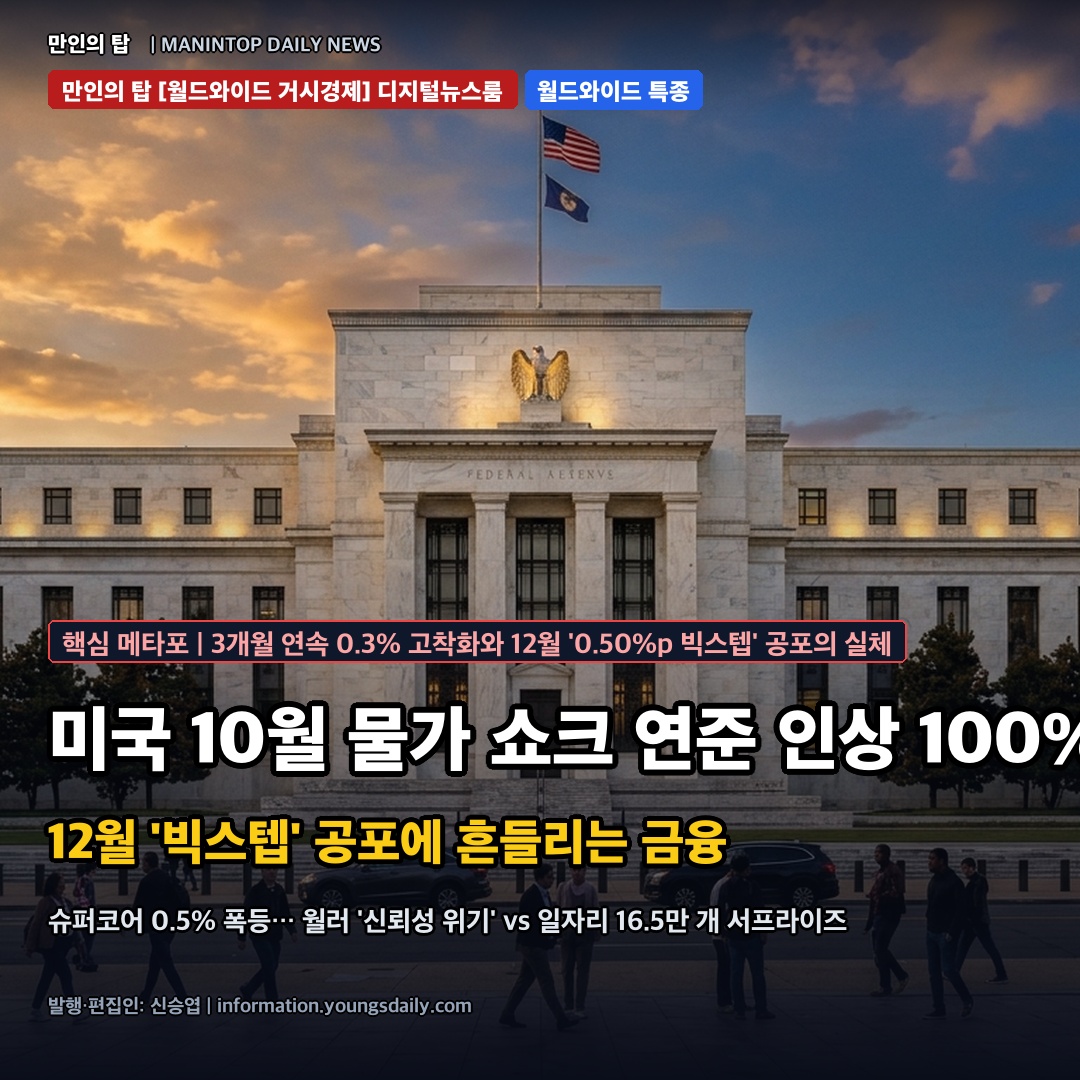 만인의 탑 | MANINTOP DAILY NEWS
만인의 탑 [월드와이드 거시경제] 디지털뉴스룸 월드와이드 특종
FEDERAL RESERVE
핵심 메타포 | 3개월 연속 0.3% 고착화와 12월 '0.50%p 빅스텝' 공포의 실체
미국 10월 물가 쇼크 연준 인상 100%
12월 '빅스텝' 공포에 흔들리는 금융
슈퍼코어 0.5% 폭등… 월러 '신뢰성 위기' vs 일자리 16.5만 개 서프라이즈
발행·편집인: 신승엽 | information.youngsdaily.com